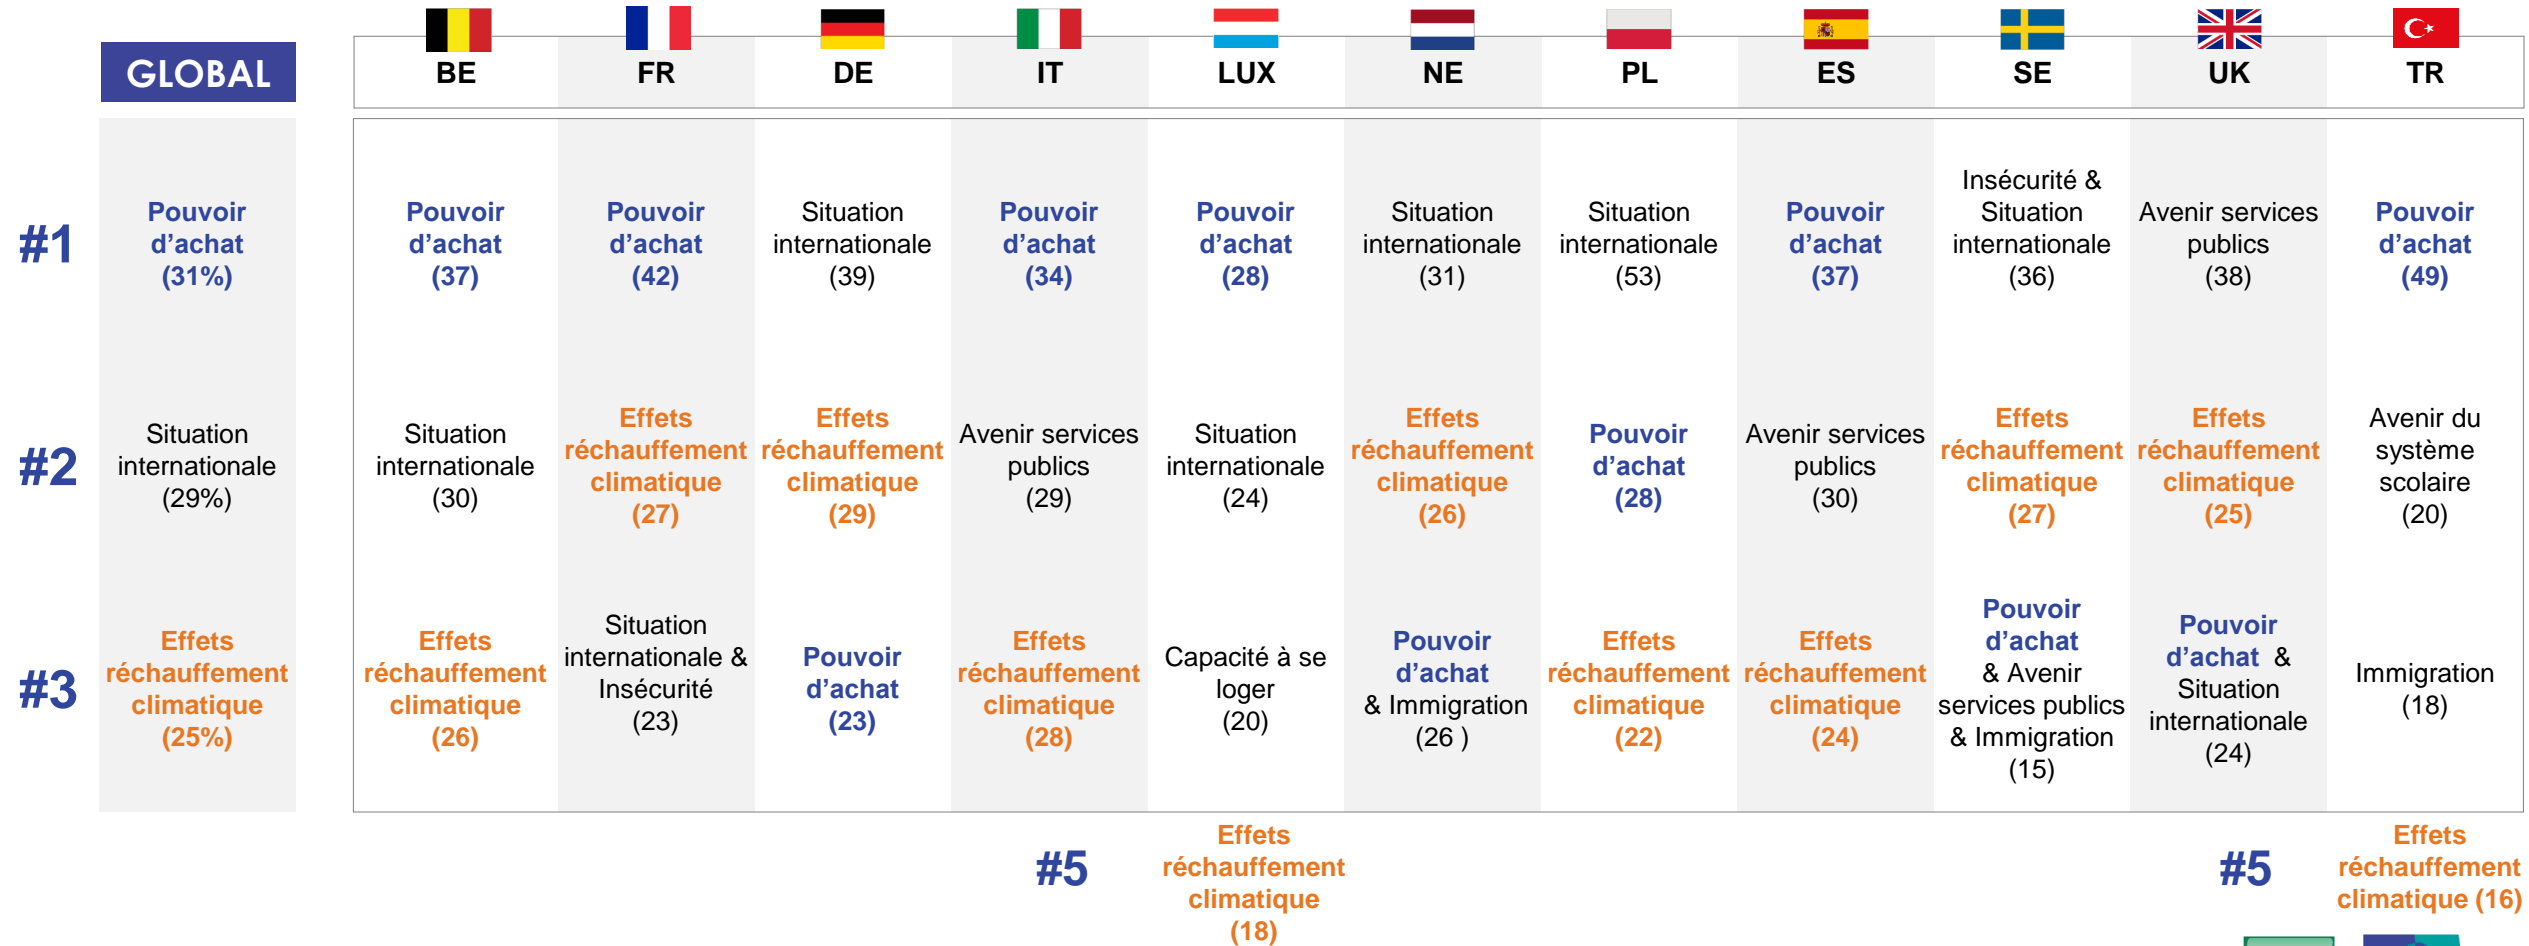 GLOBAL
BE
FR
DE
IT
LUX
NE
PL
ES
SE
UK
TR
#1
Pouvoir
d’achat
(31%)
Pouvoir
d’achat
(37)
Pouvoir
d’achat
(42)
Situation
internationale
(39)
Pouvoir
d’achat
(34)
Pouvoir
d’achat
(28)
Situation
internationale
(31)
Situation
internationale
(53)
Pouvoir
d’achat
(37)
Insécurité &
Situation
internationale
(36)
Avenir services
publics
(38)
Pouvoir
d’achat
(49)
#2
Situation
internationale
(29%)
Situation
internationale
(30)
Effets
réchauffement
climatique
(27)
Effets
réchauffement
climatique
(29)
Avenir services
publics
(29)
Situation
internationale
(24)
Effets
réchauffement
climatique
(26)
Pouvoir
d’achat
(28)
Avenir services
publics
(30)
Effets
réchauffement
climatique
(27)
Effets
réchauffement
climatique
(25)
Avenir du
système
scolaire
(20)
#3
Effets
réchauffement
climatique
(25%)
Effets
réchauffement
climatique
(26)
Situation
internationale &
Insécurité
(23)
Pouvoir
d’achat
(23)
Effets
réchauffement
climatique
(28)
Capacité à se
loger
(20)
Pouvoir
d’achat
& Immigration
(26 )
Effets
réchauffement
climatique
(22)
Effets
réchauffement
climatique
(24)
Pouvoir
d’achat
& Avenir
services publics
& Immigration
(15)
Pouvoir
d’achat &
Situation
internationale
(24)
Immigration
(18)
#5
Effets
réchauffement
climatique
(18)
#5
Effets
réchauffement
climatique (16)